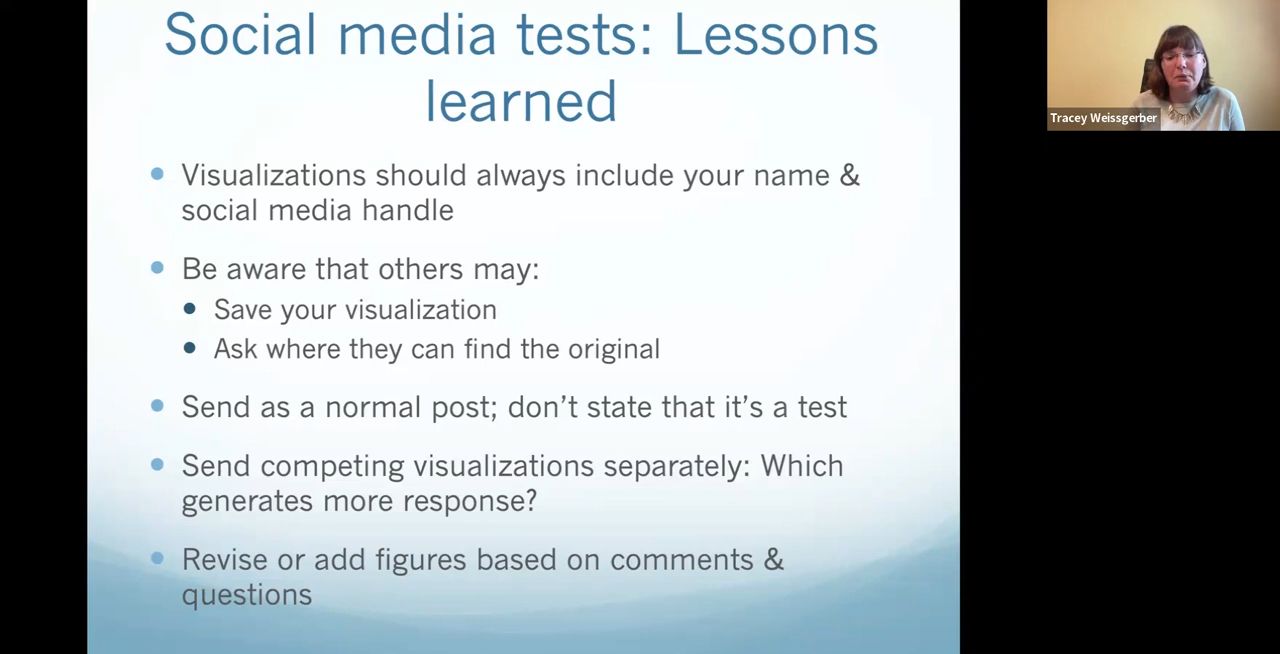 Social media tests: Lessons
learned
Visualizations should always include your name &
social media handle
Be aware that others may:
Save your visualization
Ask where they can find the original
Send as a normal post; don’t state that it’s a test
Send competing visualizations separately: Which
generates more response?
Revise or add figures based on comments &
questions
Tracey Weissgerber